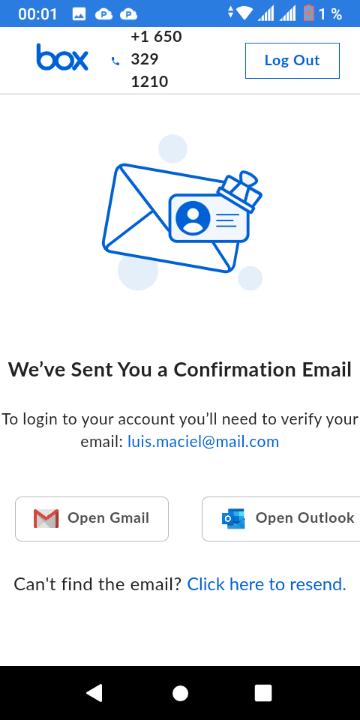 00:01
1 %
box
+1 650
329
1210
Log Out
We’ve Sent You a Confirmation Email
To login to your account you’ll need to verify your
email: luis.maciel@mail.com
Open Gmail
Open Outlook
Can't find the email? Click here to resend.